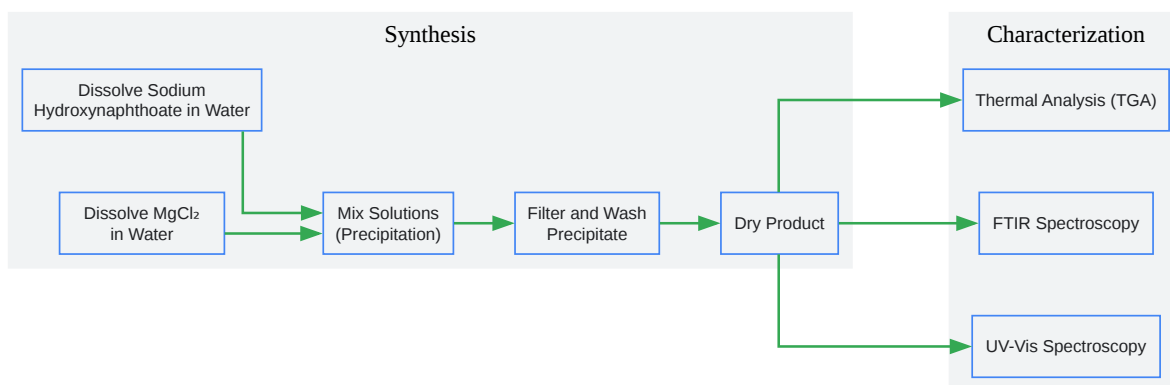 Synthesis
Characterization
Dissolve Sodium
Hydroxynaphthoate in Water
Thermal Analysis (TGA)
Dissolve MgCl₂
in Water
Mix Solutions
(Precipitation)
Filter and Wash
Precipitate
Dry Product
FTIR Spectroscopy
UV-Vis Spectroscopy